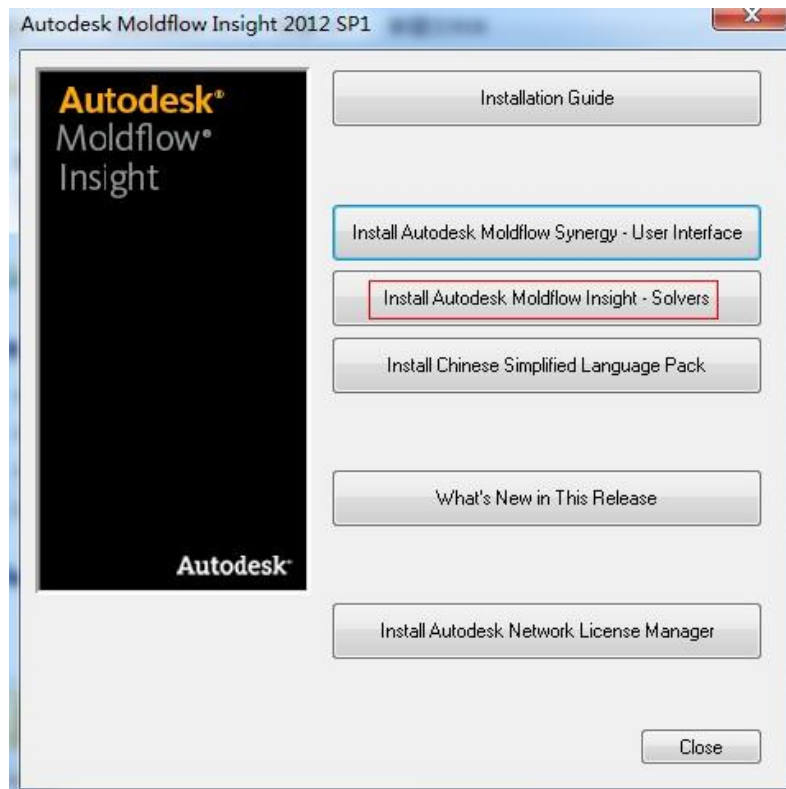 Autodesk Moldflow Insight 2012 SP1
Autodesk®
Moldflow®
Insight
Autodesk®
Installation Guide
Install Autodesk Moldflow Synergy - User Interface
Install Autodesk Moldflow Insight - Solvers
Install Chinese Simplified Language Pack
What's New in This Release
Install Autodesk Network License Manager
Close